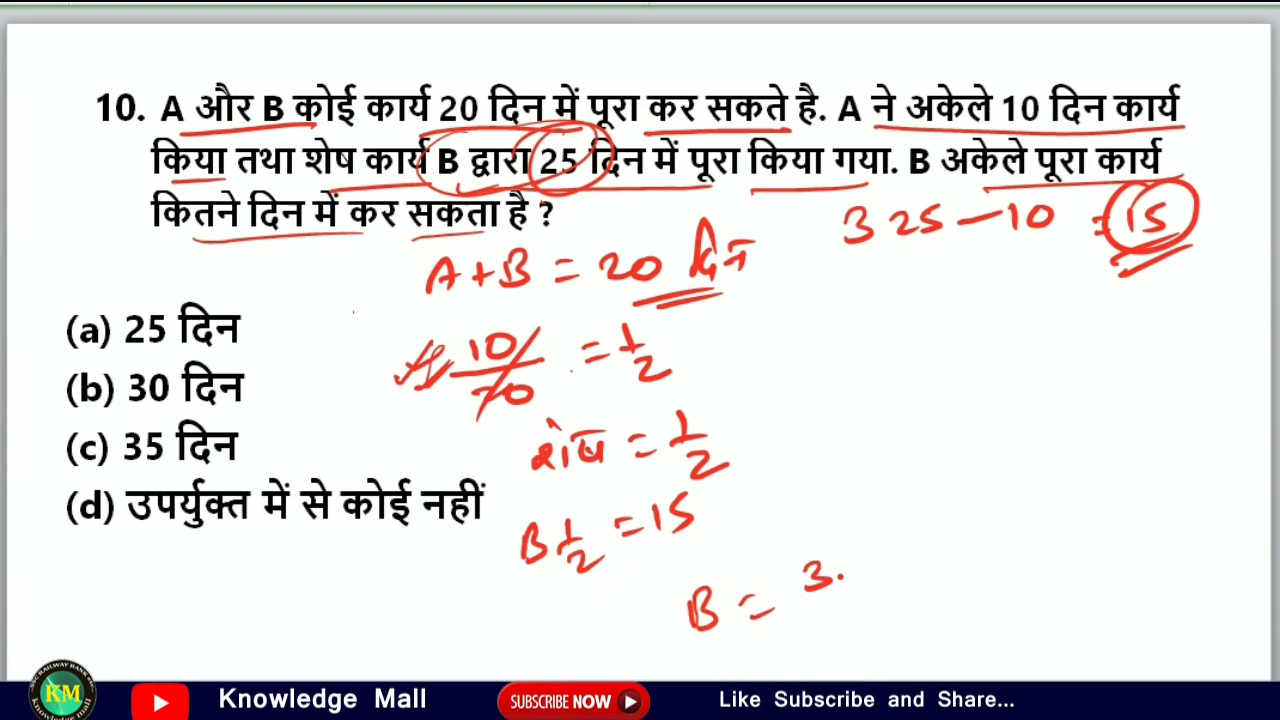 10. A और B कोई कार्य 20 दिन में पूरा कर सकते है. A ने अकेले 10 दिन कार्य
किया तथा शेष कार्य B द्वारा 25 दिन में पूरा किया गया. B अकेले पूरा कार्य
कितने दिन में कर सकता है ?
25 – 10 = 15
A + B = 20 दिन
(a) 25 दिन
10/20 = 1/2
(b) 30 दिन
(c) 35 दिन
शेष = 1/2
(d) उपर्युक्त में से कोई नहीं
B 1/2 = 15
B = 3
KM
Knowledge Mall
SUBSCRIBE NOW
Like Subscribe and Share...